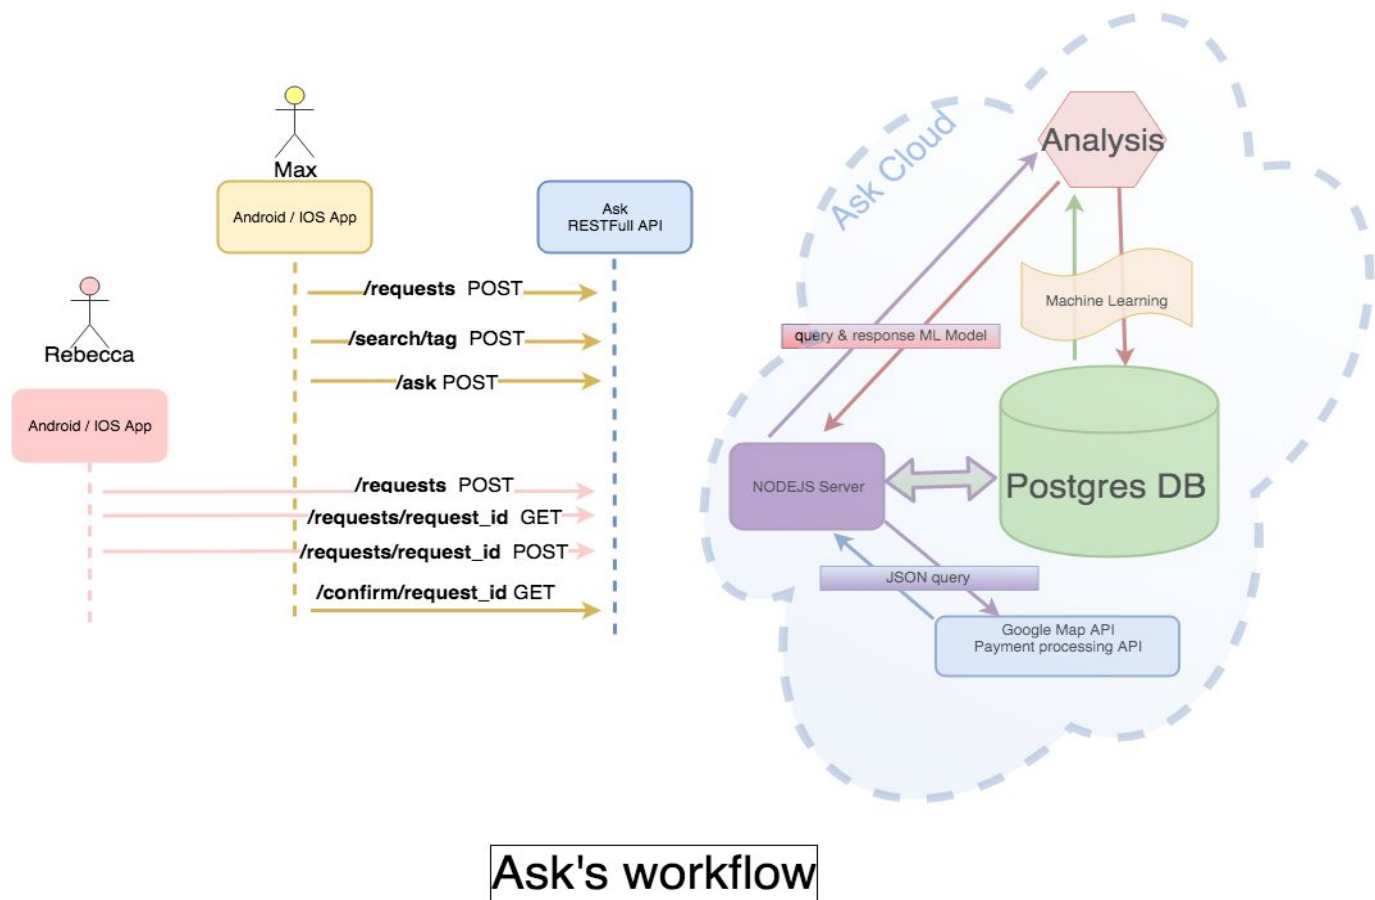 Max
Android / IOS App
Ask
RESTFull API
/requests POST
/search/tag POST
/ask POST
Rebecca
Android / IOS App
/requests POST
/requests/request_id GET
/requests/request_id POST
/confirm/request_id GET
Ask Cloud
Analysis
Machine Learning
query & response ML Model
NODEJS Server
Postgres DB
JSON query
Google Map API
Payment processing API
Ask's workflow